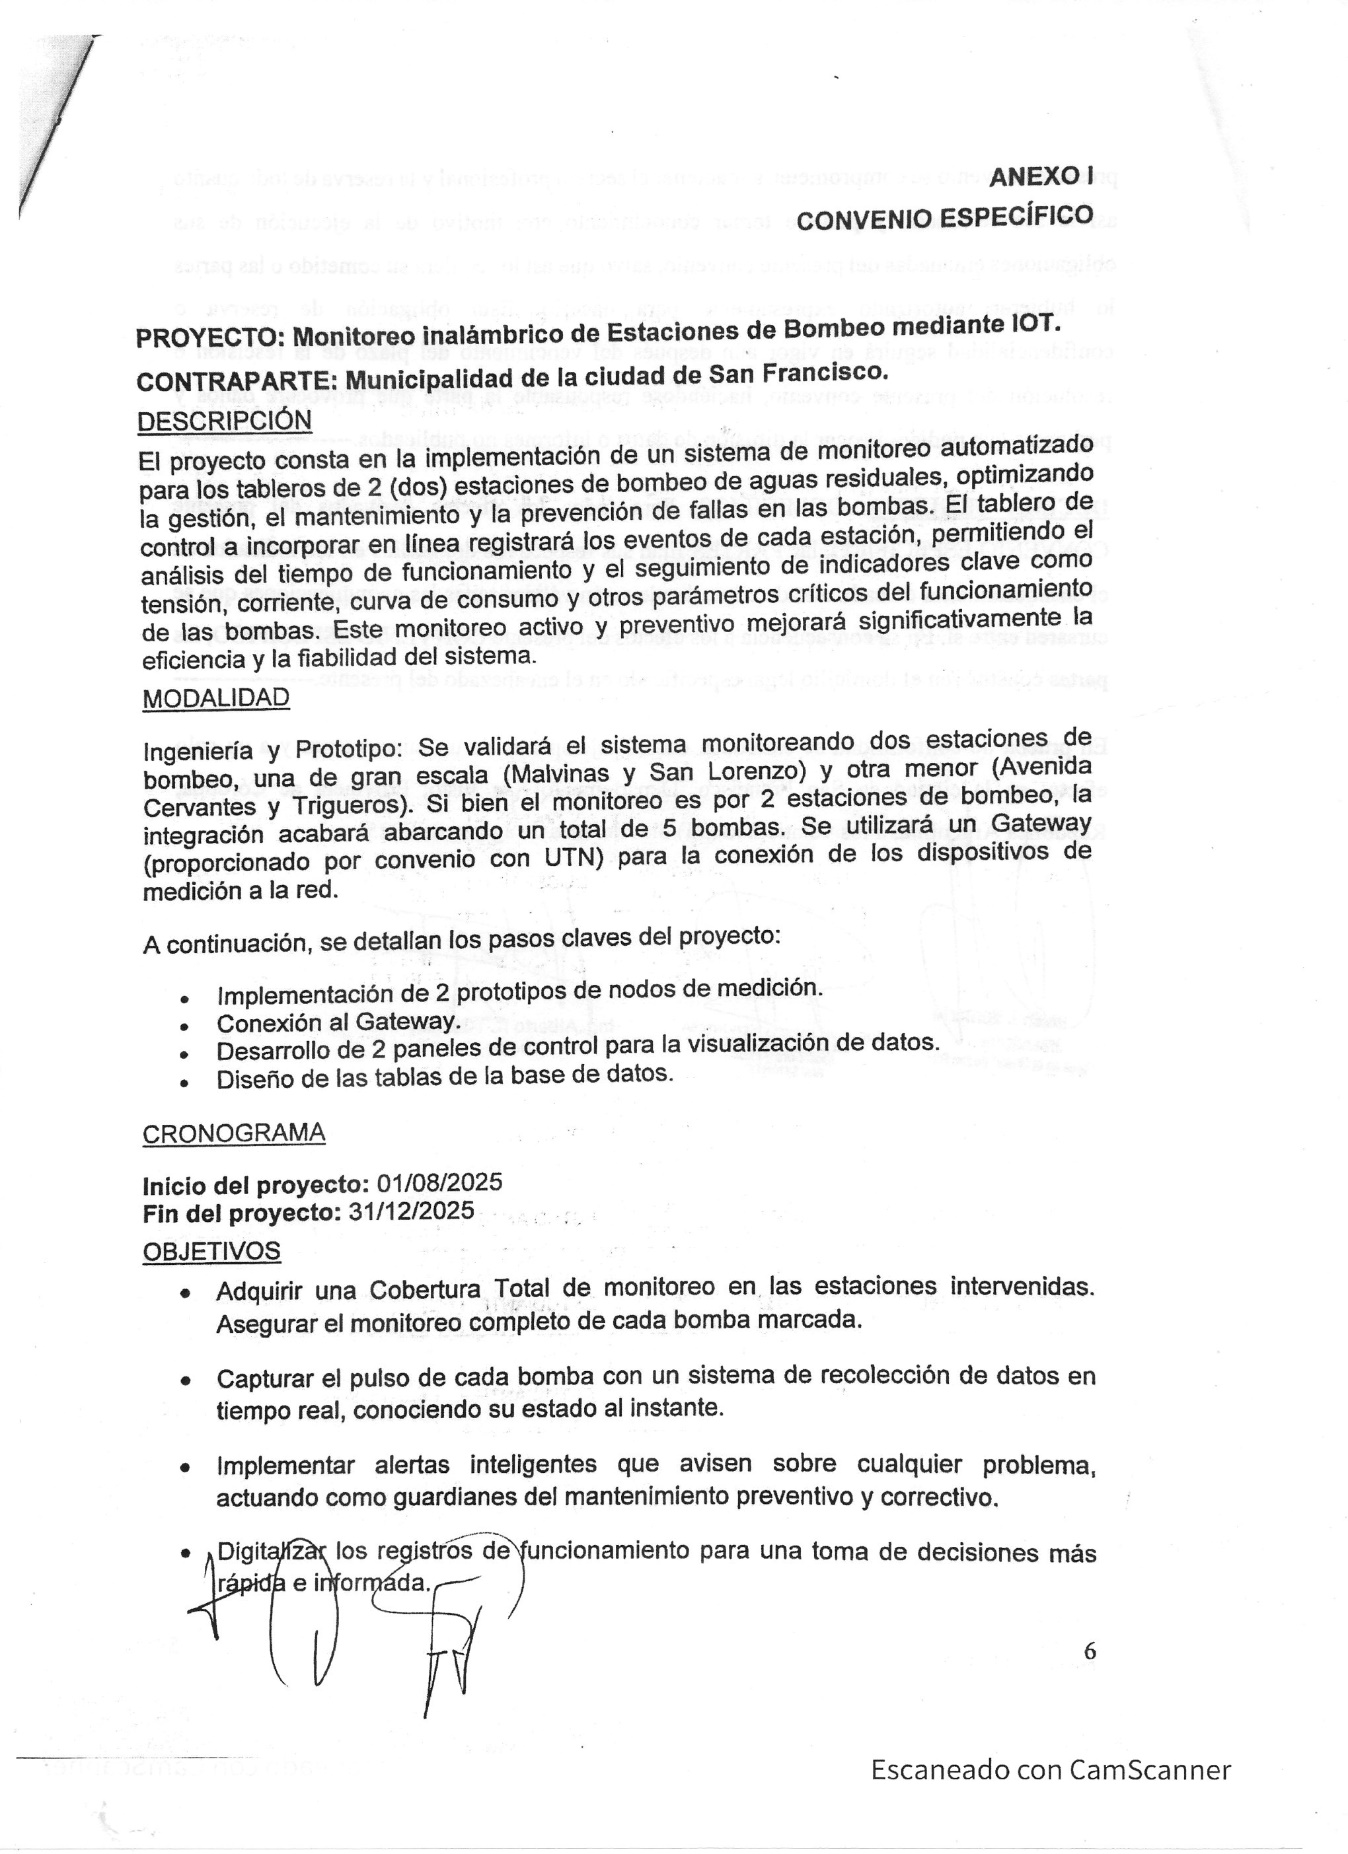 ANEXO I
CONVENIO ESPECÍFICO
PROYECTO: Monitoreo inalámbrico de Estaciones de Bombeo mediante IOT.
CONTRAPARTE: Municipalidad de la ciudad de San Francisco.
DESCRIPCIÓN
El proyecto consta en la implementación de un sistema de monitoreo automatizado
para los tableros de 2 (dos) estaciones de bombeo de aguas residuales, optimizando
la gestión, el mantenimiento y la prevención de fallas en las bombas. El tablero de
control a incorporar en línea registrará los eventos de cada estación, permitiendo el
análisis del tiempo de funcionamiento y el seguimiento de indicadores clave como
tensión, corriente, curva de consumo y otros parámetros críticos del funcionamiento
de las bombas. Este monitoreo activo y preventivo mejorará significativamente la
eficiencia y la fiabilidad del sistema.
MODALIDAD
Ingeniería y Prototipo: Se validará el sistema monitoreando dos estaciones de
bombeo, una de gran escala (Malvinas y San Lorenzo) y otra menor (Avenida
Cervantes y Trigueros). Si bien el monitoreo es por 2 estaciones de bombeo, la
integración acabará abarcando un total de 5 bombas. Se utilizará un Gateway
(proporcionado por convenio con UTN) para la conexión de los dispositivos de
medición a la red.
A continuación, se detallan los pasos claves del proyecto:
• Implementación de 2 prototipos de nodos de medición.
• Conexión al Gateway.
• Desarrollo de 2 paneles de control para la visualización de datos.
• Diseño de las tablas de la base de datos.
CRONOGRAMA
Inicio del proyecto: 01/08/2025
Fin del proyecto: 31/12/2025
OBJETIVOS
• Adquirir una Cobertura Total de monitoreo en las estaciones intervenidas.
Asegurar el monitoreo completo de cada bomba marcada.
• Capturar el pulso de cada bomba con un sistema de recolección de datos en
tiempo real, conociendo su estado al instante.
• Implementar alertas inteligentes que avisen sobre cualquier problema,
actuando como guardianes del mantenimiento preventivo y correctivo.
• Digitalizar los registros de funcionamiento para una toma de decisiones más
rápida e informada.
6
Escaneado con CamScanner